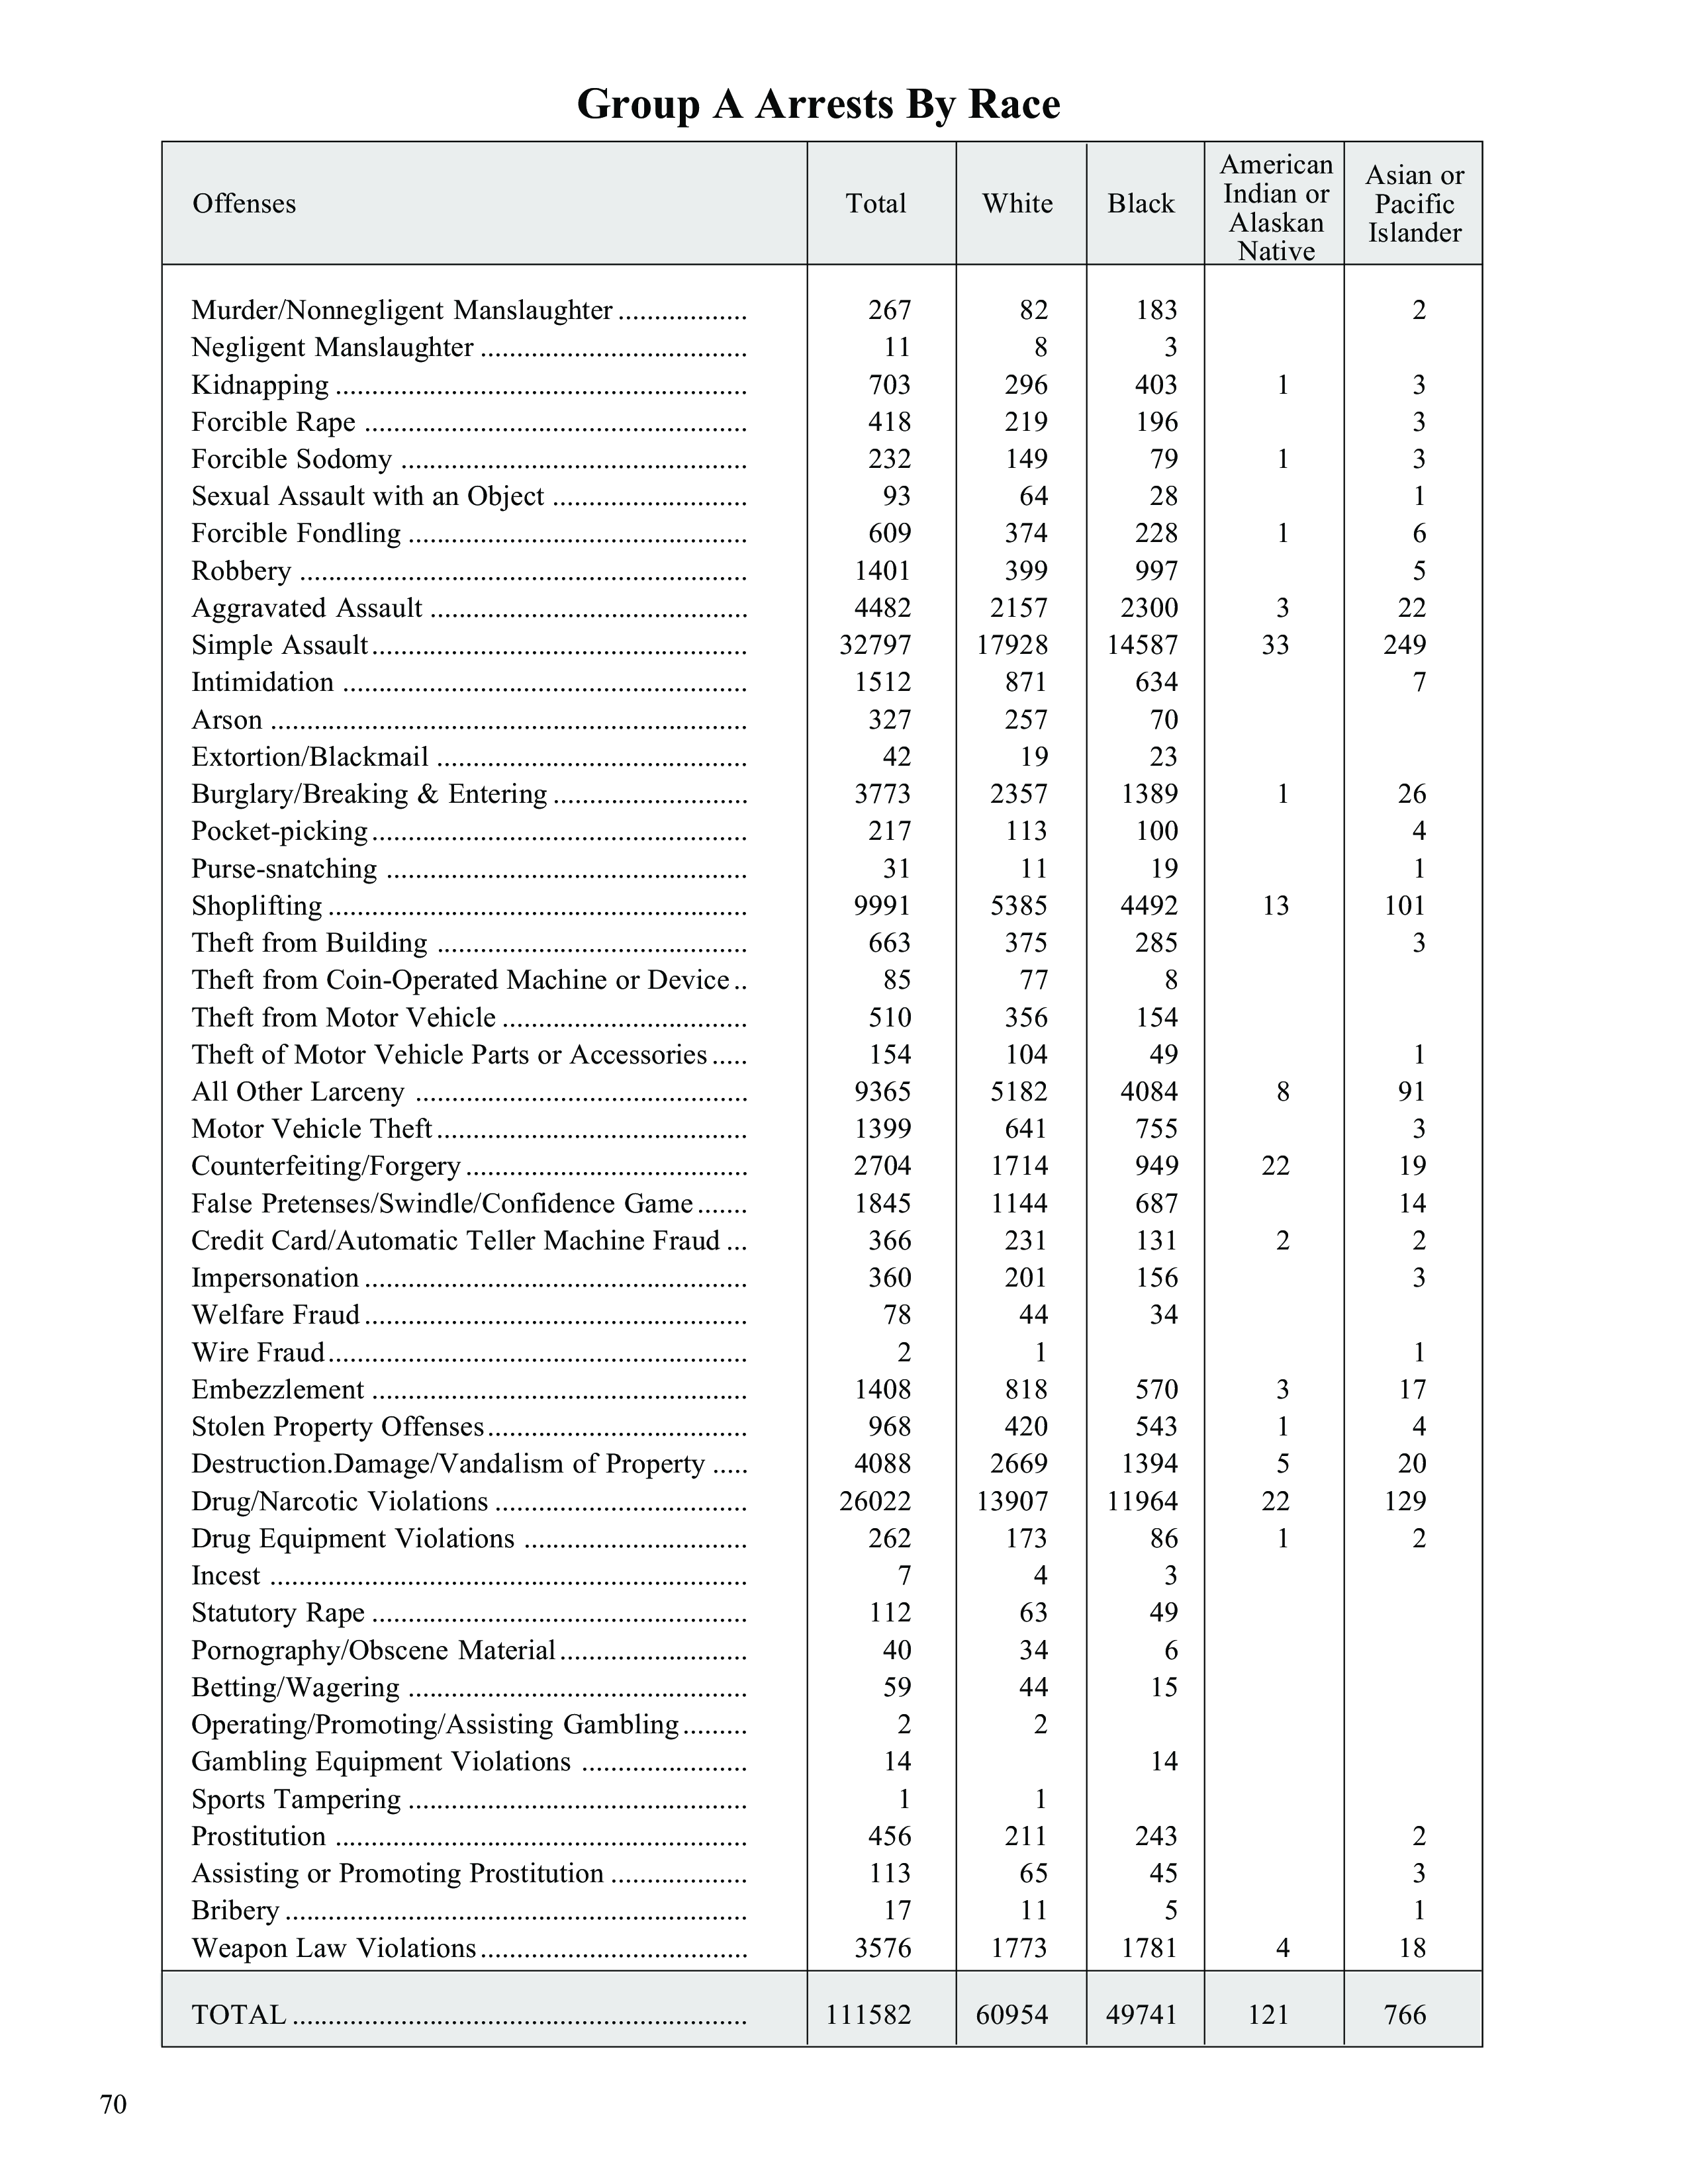 Group A Arrests By Race
Offenses Total White Black American Indian or Alaskan Native Asian or Pacific Islander
Murder/Nonnegligent Manslaughter .................. 267 82 183 2
Negligent Manslaughter ..................................... 11 8 3
Kidnapping ......................................................... 703 296 403 1 3
Forcible Rape ..................................................... 418 219 196 3
Forcible Sodomy ................................................ 232 149 79 1 3
Sexual Assault with an Object ........................... 93 64 28 1
Forcible Fondling ............................................... 609 374 228 1 6
Robbery .............................................................. 1401 399 997 5
Aggravated Assault ............................................ 4482 2157 2300 3 22
Simple Assault.................................................... 32797 17928 14587 33 249
Intimidation ........................................................ 1512 871 634 7
Arson .................................................................. 327 257 70
Extortion/Blackmail ........................................... 42 19 23
Burglary/Breaking & Entering ........................... 3773 2357 1389 1 26
Pocket-picking.................................................... 217 113 100 4
Purse-snatching .................................................. 31 11 19 1
Shoplifting .......................................................... 9991 5385 4492 13 101
Theft from Building ........................................... 663 375 285 3
Theft from Coin-Operated Machine or Device.. 85 77 8
Theft from Motor Vehicle .................................. 510 356 154
Theft of Motor Vehicle Parts or Accessories ..... 154 104 49 1
All Other Larceny .............................................. 9365 5182 4084 8 91
Motor Vehicle Theft........................................... 1399 641 755 3
Counterfeiting/Forgery....................................... 2704 1714 949 22 19
False Pretenses/Swindle/Confidence Game....... 1845 1144 687 14
Credit Card/Automatic Teller Machine Fraud ... 366 231 131 2 2
Impersonation ..................................................... 360 201 156 3
Welfare Fraud..................................................... 78 44 34
Wire Fraud.......................................................... 2 1 1
Embezzlement .................................................... 1408 818 570 3 17
Stolen Property Offenses.................................... 968 420 543 1 4
Destruction.Damage/Vandalism of Property ..... 4088 2669 1394 5 20
Drug/Narcotic Violations ................................... 26022 13907 11964 22 129
Drug Equipment Violations ............................... 262 173 86 1 2
Incest .................................................................. 7 4 3
Statutory Rape .................................................... 112 63 49
Pornography/Obscene Material.......................... 40 34 6
Betting/Wagering ............................................... 59 44 15
Operating/Promoting/Assisting Gambling......... 2 2
Gambling Equipment Violations ....................... 14 14
Sports Tampering ............................................... 1 1
Prostitution ......................................................... 456 211 243 2
Assisting or Promoting Prostitution ................... 113 65 45 3
Bribery ................................................................ 17 11 5 1
Weapon Law Violations..................................... 3576 1773 1781 4 18
TOTAL ............................................................... 111582 60954 49741 121 766
70